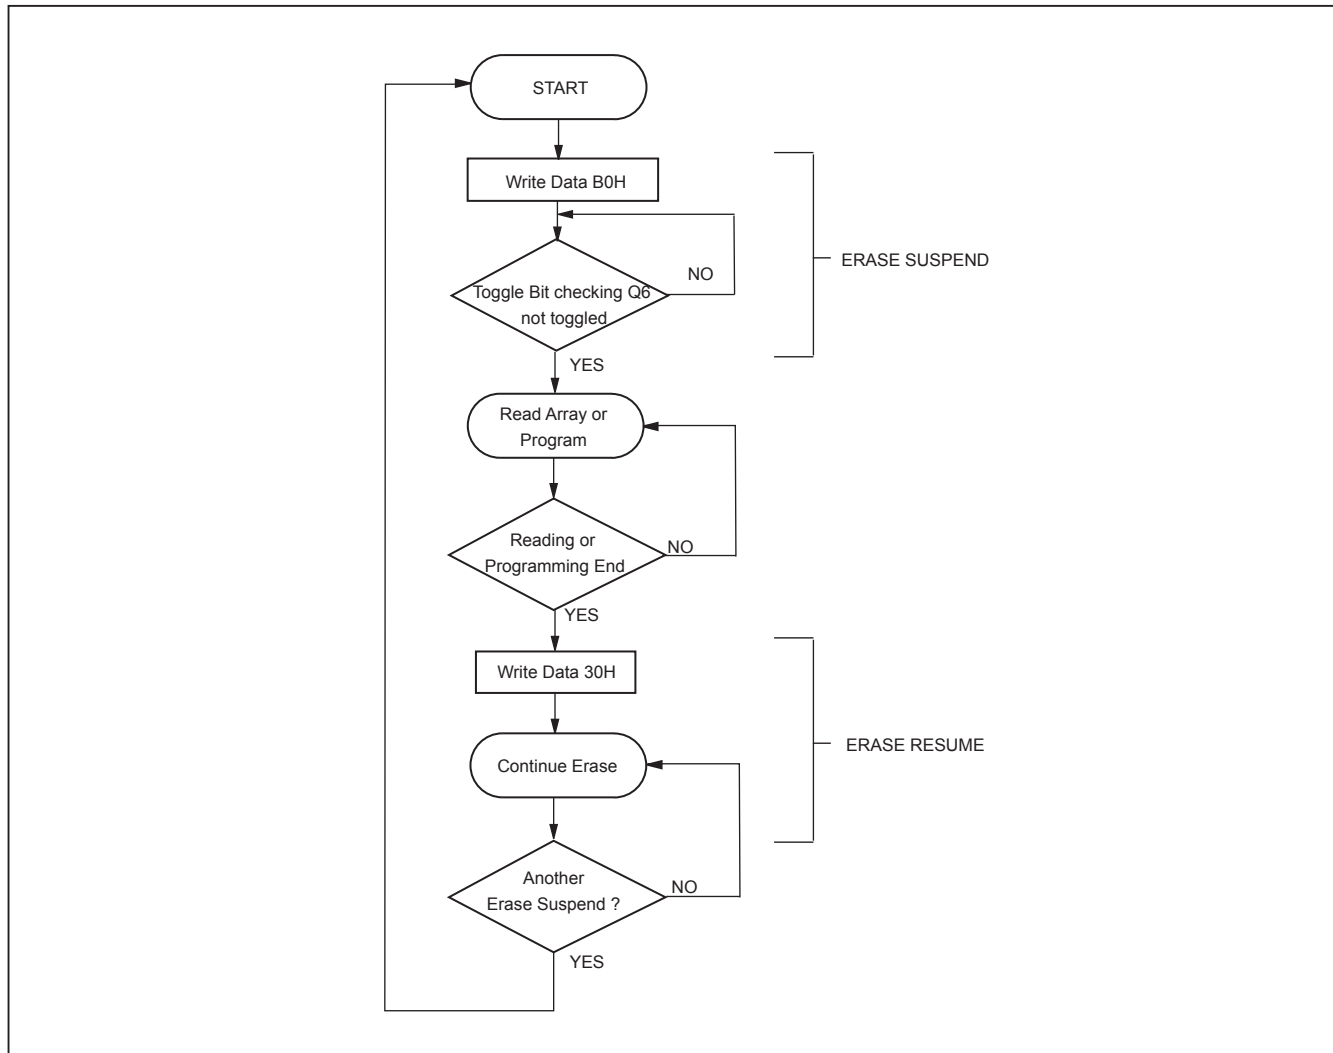 START
Write Data B0H
NO
ERASE SUSPEND
Toggle Bit checking Q6
not toggled
YES
Read Array or
Program
Reading or
Programming End
NO
YES
Write Data 30H
ERASE RESUME
Continue Erase
Another
Erase Suspend ?
NO
YES